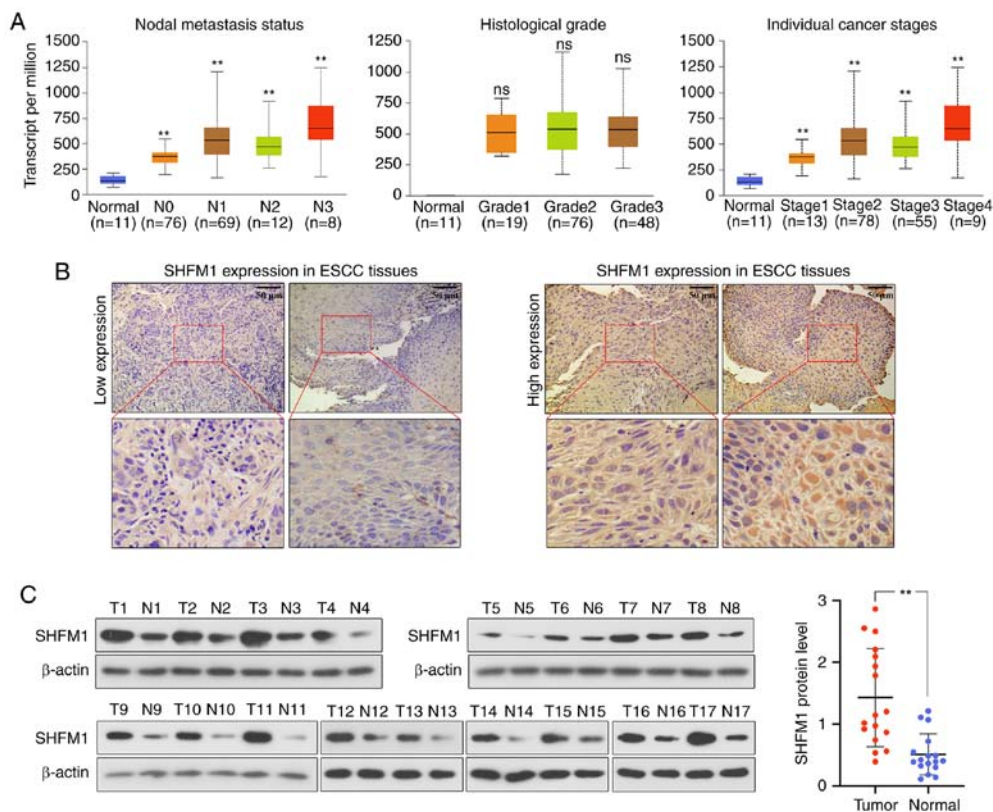 A
Nodal metastasis status
Histological grade
Individual cancer stages
Transcript per million
1500
1250
1000
750
500
250
0
** ** ** **
Normal N0 N1 N2 N3
(n=11) (n=76) (n=69) (n=12) (n=8)
1500
1250
1000
750
500
250
0
ns ns ns
Normal Grade1 Grade2 Grade3
(n=11) (n=19) (n=76) (n=48)
1500
1250
1000
750
500
250
0
** ** ** **
Normal Stage1 Stage2 Stage3 Stage4
(n=11) (n=13) (n=78) (n=55) (n=9)
B
SHFM1 expression in ESCC tissues
Low expression
50 µm
50 µm
SHFM1 expression in ESCC tissues
High expression
50 µm
50 µm
C
T1 N1 T2 N2 T3 N3 T4 N4
SHFM1
β-actin
T5 N5 T6 N6 T7 N7 T8 N8
SHFM1
β-actin
T9 N9 T10 N10 T11 N11 T12 N12 T13 N13 T14 N14 T15 N15 T16 N16 T17 N17
SHFM1
β-actin
SHFM1 protein level
**
3
2
1
0
Tumor Normal